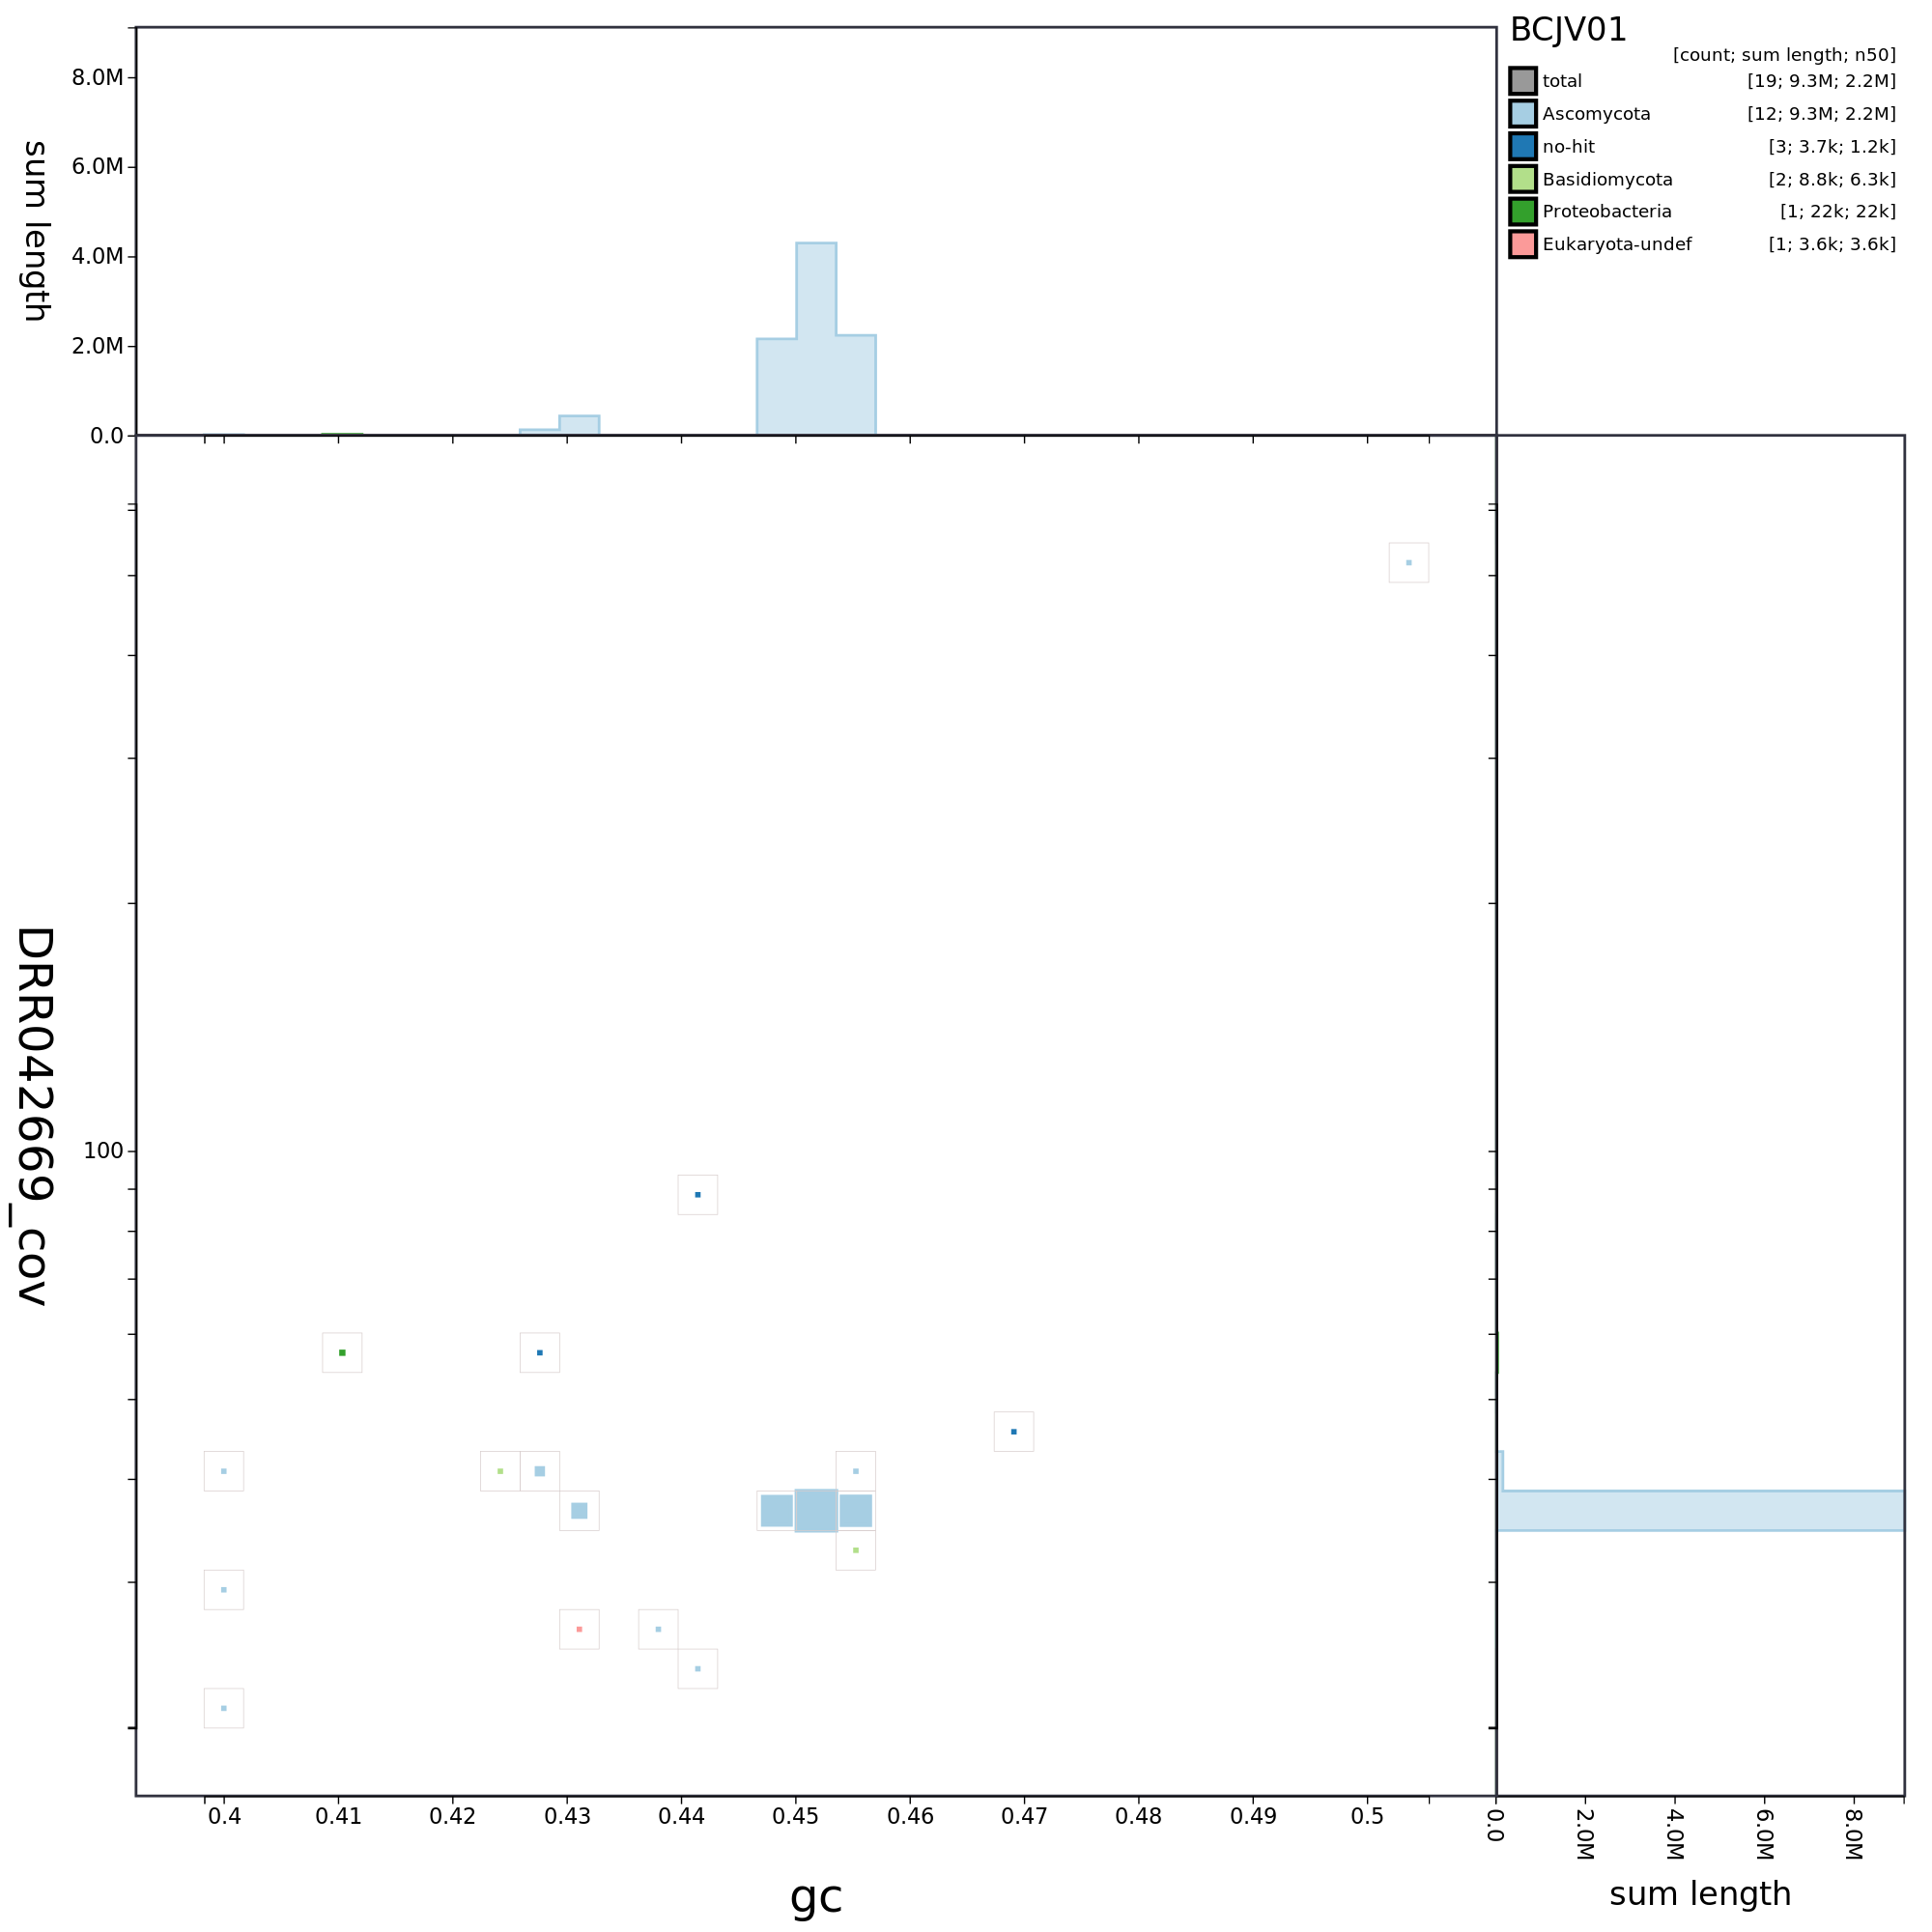 BCJV01
[count; sum length; n50]
total [19; 9.3M; 2.2M]
Ascomycota [12; 9.3M; 2.2M]
no-hit [3; 3.7k; 1.2k]
Basidiomycota [2; 8.8k; 6.3k]
Proteobacteria [1; 22k; 22k]
Eukaryota-undef [1; 3.6k; 3.6k]
sum length
8.0M
6.0M
4.0M
2.0M
0.0
DRR042669_cov
100
0.4 0.41 0.42 0.43 0.44 0.45 0.46 0.47 0.48 0.49 0.5
gc
0.0 2.0M 4.0M 6.0M 8.0M
sum length